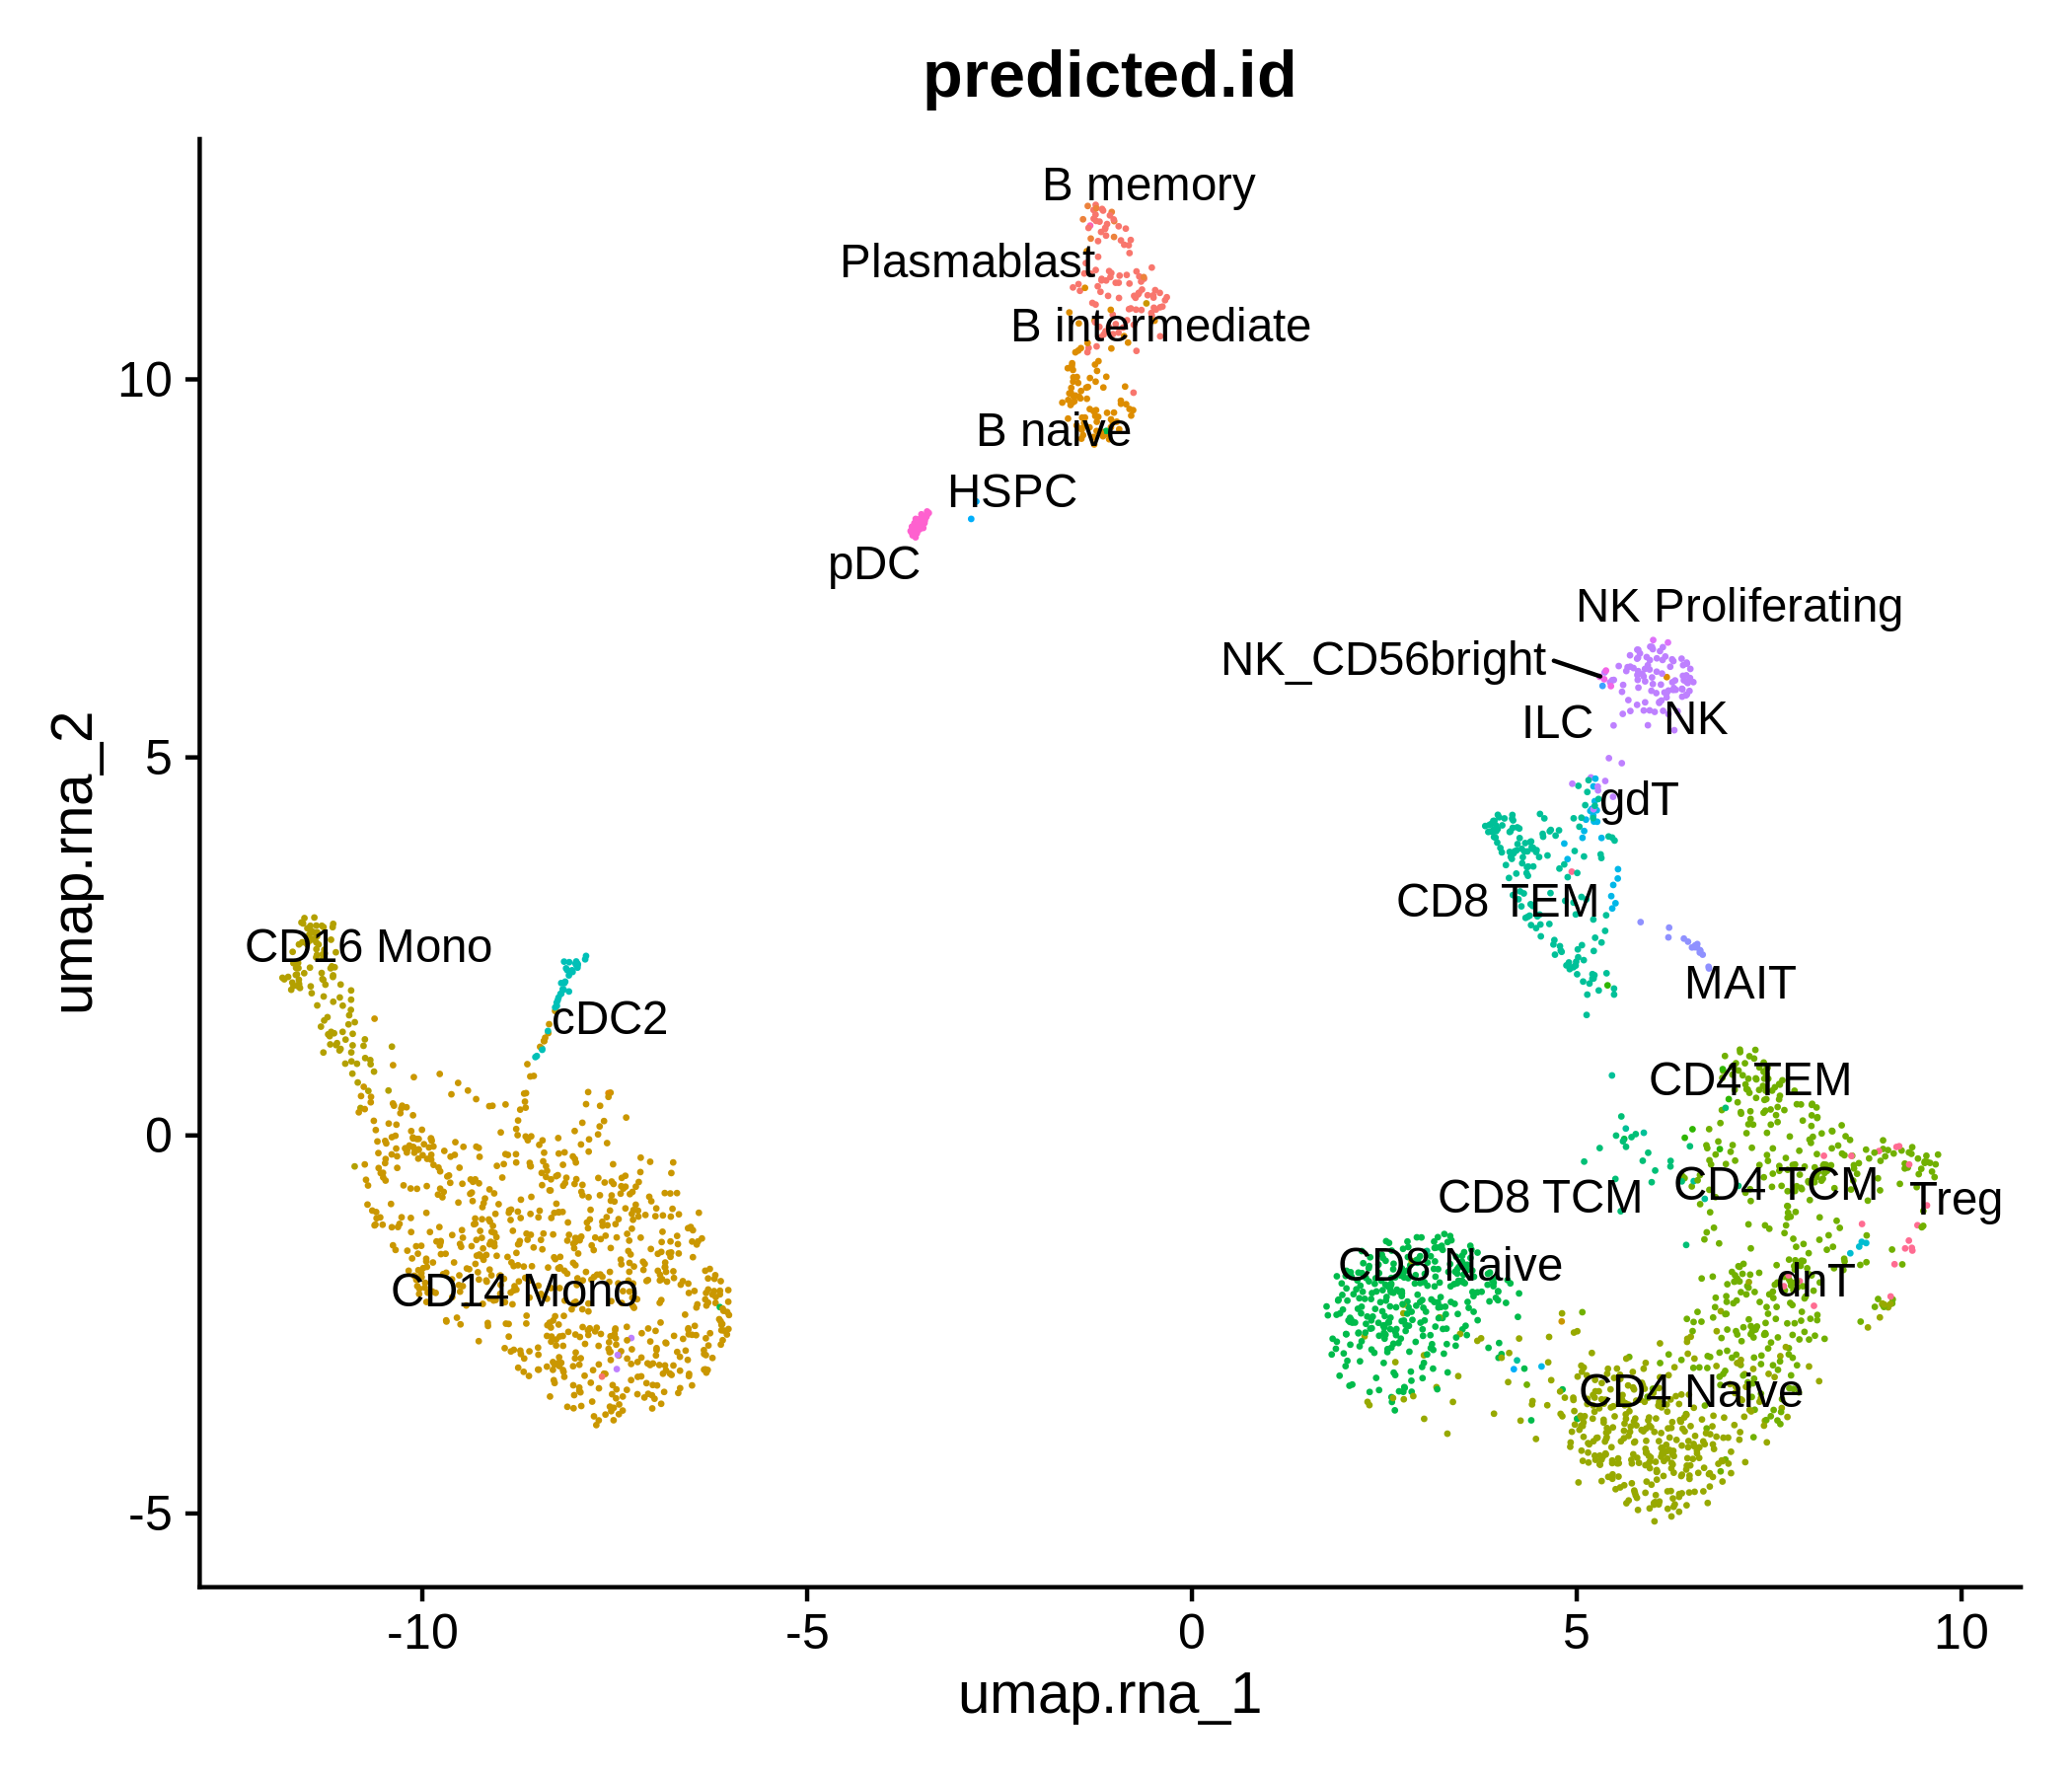 predicted.id
B memory
Plasmablast
B intermediate
10
B naive
HSPC
pDC
NK Proliferating
NK_CD56bright
ILC
NK
5
gdT
CD8 TEM
CD16 Mono
MAIT
cDC2
CD4 TEM
0
CD4 TCM
CD8 TCM
Treg
CD8 Naive
dnT
CD14 Mono
CD4 Naive
-5
-10
-5
0
5
10
umap.rna_1
umap.rna_2